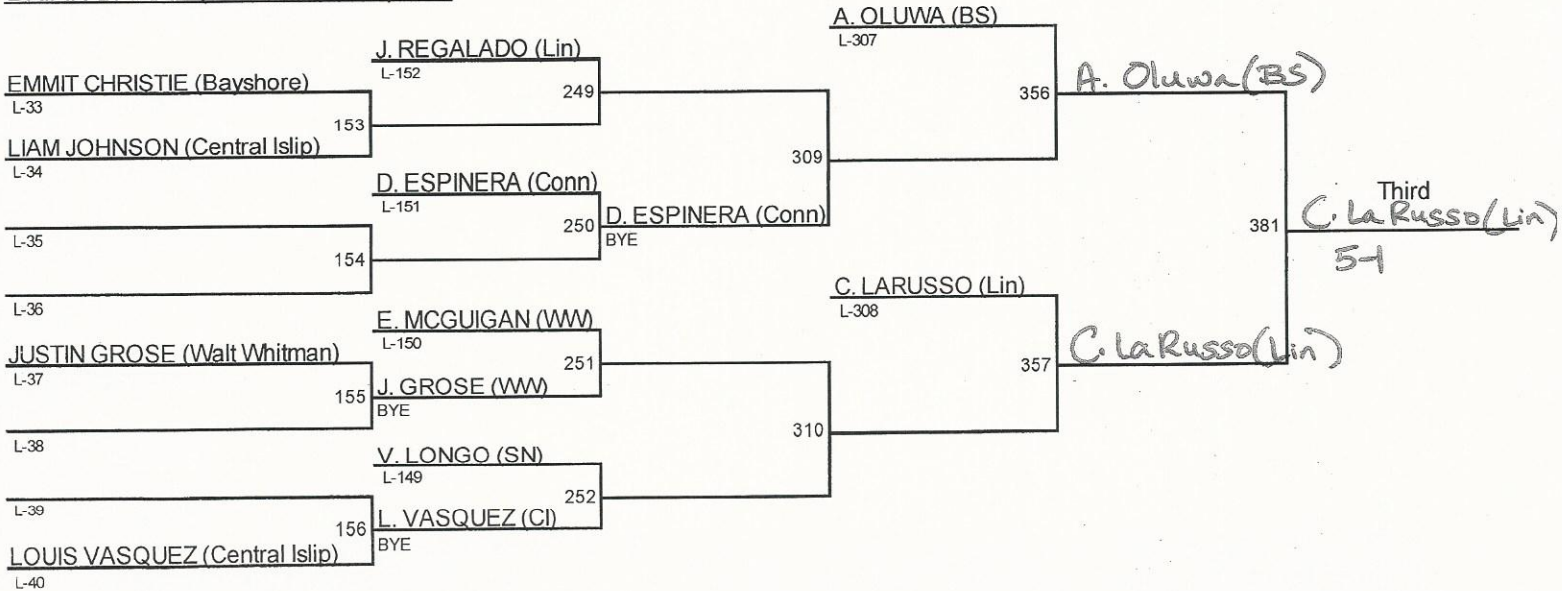 A. OLUWA (BS)
L-307
J. REGALADO (Lin)
L-152
EMMIT CHRISTIE (Bayshore)
L-33
249
356
A. Oluwa (BS)
153
LIAM JOHNSON (Central Islip)
L-34
309
D. ESPINERA (Conn)
L-151
Third
L-35
250
D. ESPINERA (Conn)
BYE
381
C. LaRusso (Lin)
5-1
154
L-36
C. LARUSSO (Lin)
L-308
E. MCGUIGAN (WW)
L-150
JUSTIN GROSE (Walt Whitman)
L-37
251
357
C. LaRusso (Lin)
155
J. GROSE (WW)
BYE
L-38
310
V. LONGO (SN)
L-149
L-39
252
156
L. VASQUEZ (CI)
BYE
LOUIS VASQUEZ (Central Islip)
L-40